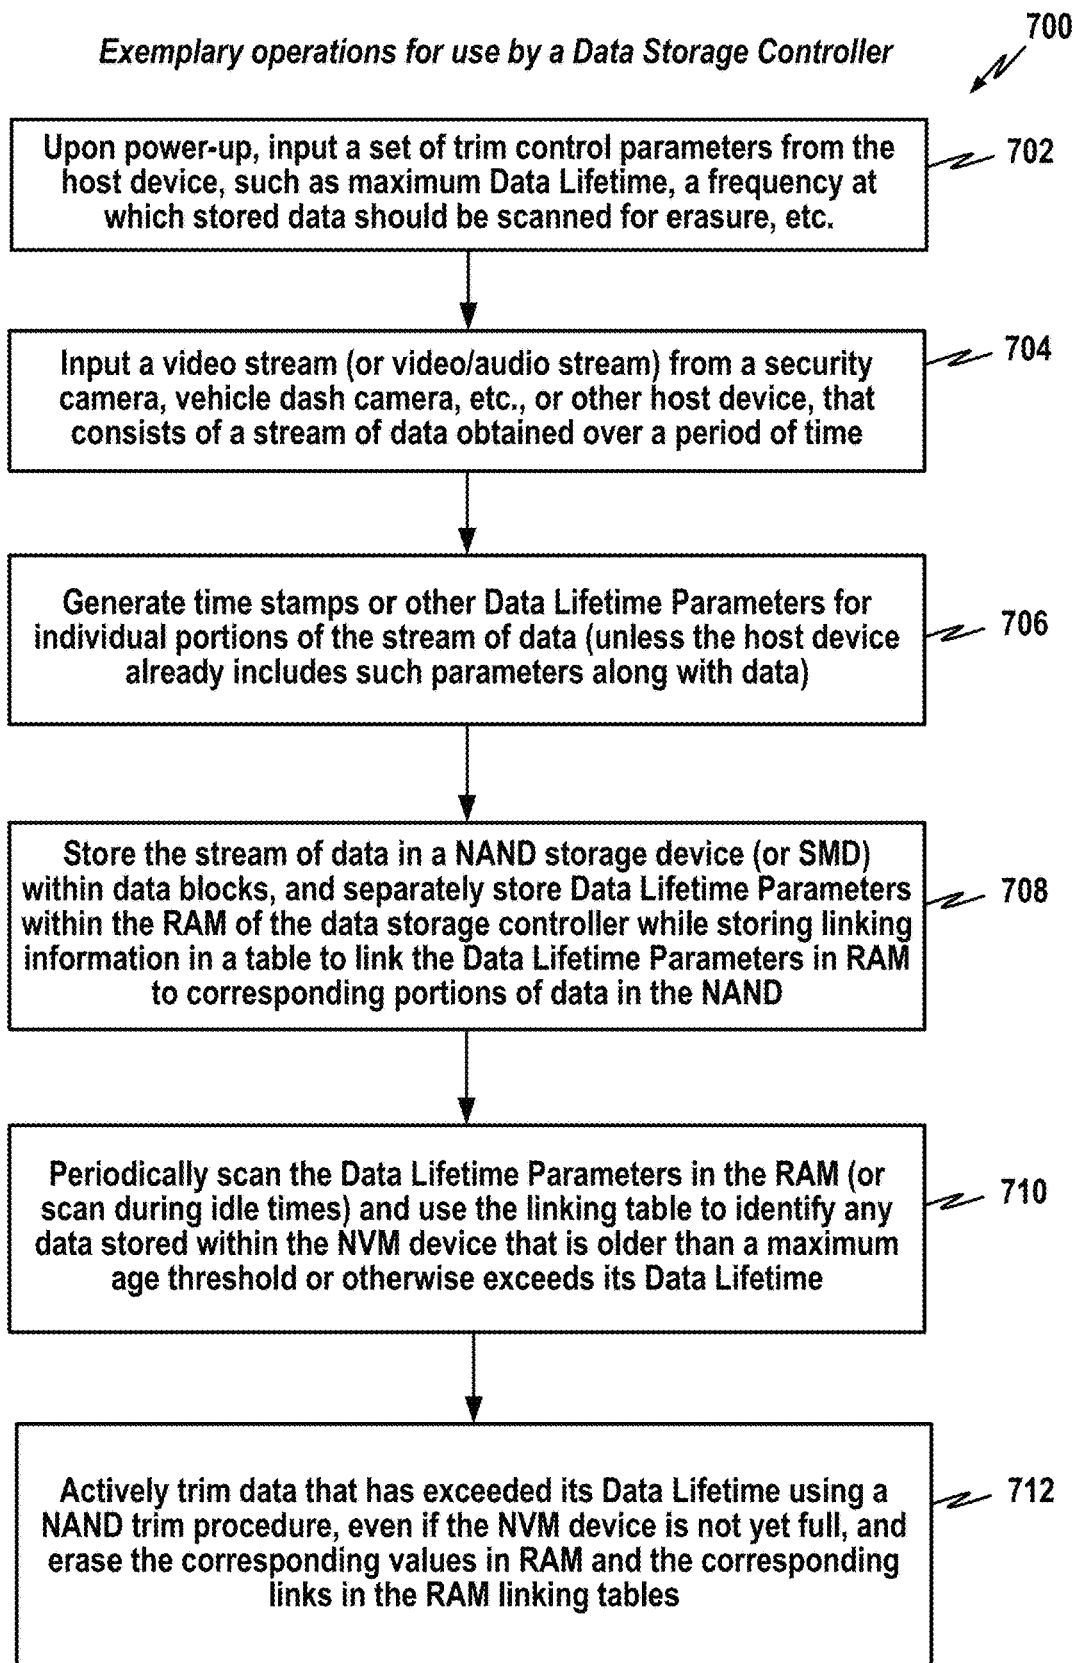 700
Exemplary operations for use by a Data Storage Controller
Upon power-up, input a set of trim control parameters from the
host device, such as maximum Data Lifetime, a frequency at
which stored data should be scanned for erasure, etc.
702
Input a video stream (or video/audio stream) from a security
camera, vehicle dash camera, etc., or other host device, that
consists of a stream of data obtained over a period of time
704
Generate time stamps or other Data Lifetime Parameters for
individual portions of the stream of data (unless the host device
already includes such parameters along with data)
706
Store the stream of data in a NAND storage device (or SMD)
within data blocks, and separately store Data Lifetime Parameters
within the RAM of the data storage controller while storing linking
information in a table to link the Data Lifetime Parameters in RAM
to corresponding portions of data in the NAND
708
Periodically scan the Data Lifetime Parameters in the RAM (or
scan during idle times) and use the linking table to identify any
data stored within the NVM device that is older than a maximum
age threshold or otherwise exceeds its Data Lifetime
710
Actively trim data that has exceeded its Data Lifetime using a
NAND trim procedure, even if the NVM device is not yet full, and
erase the corresponding values in RAM and the corresponding
links in the RAM linking tables
712